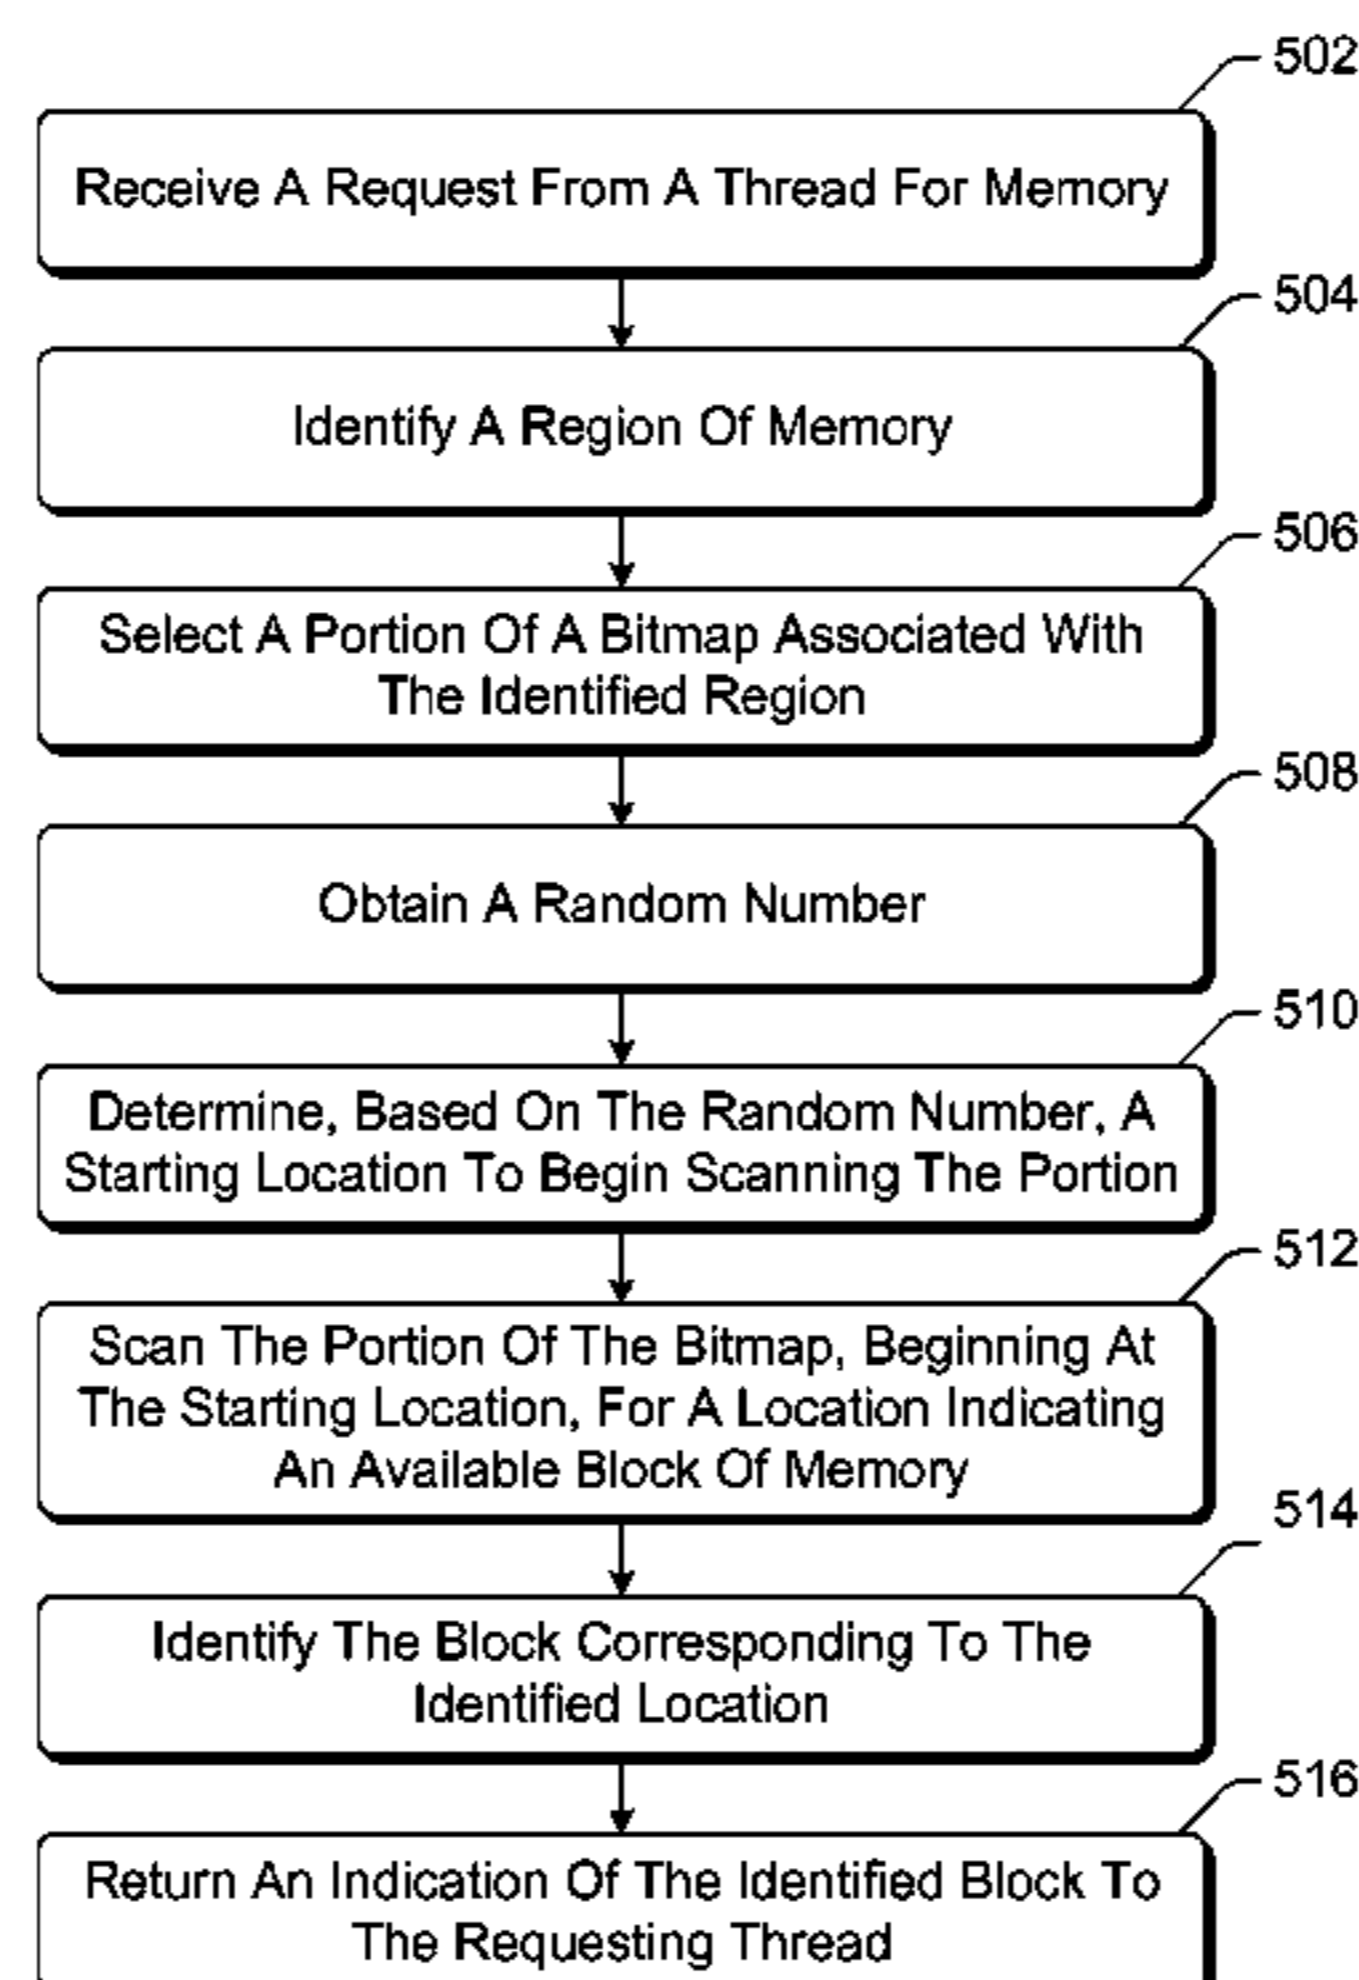 502
Receive A Request From A Thread For Memory
504
Identify A Region Of Memory
506
Select A Portion Of A Bitmap Associated With
The Identified Region
508
Obtain A Random Number
510
Determine, Based On The Random Number, A
Starting Location To Begin Scanning The Portion
512
Scan The Portion Of The Bitmap, Beginning At
The Starting Location, For A Location Indicating
An Available Block Of Memory
514
Identify The Block Corresponding To The
Identified Location
516
Return An Indication Of The Identified Block To
The Requesting Thread